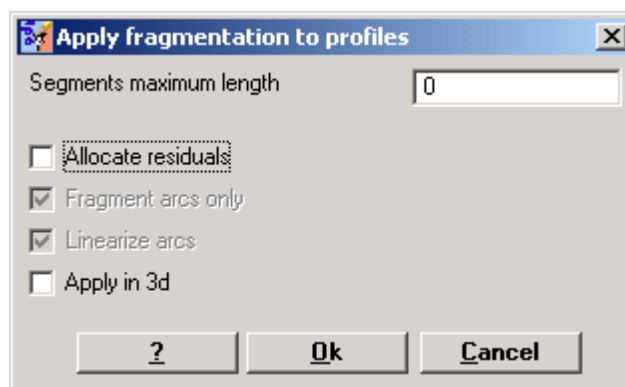 Apply fragmentation to profiles
Segments maximum length 0
Allocate residuals
Fragment arcs only
Linearize arcs
Apply in 3d
? Ok Cancel